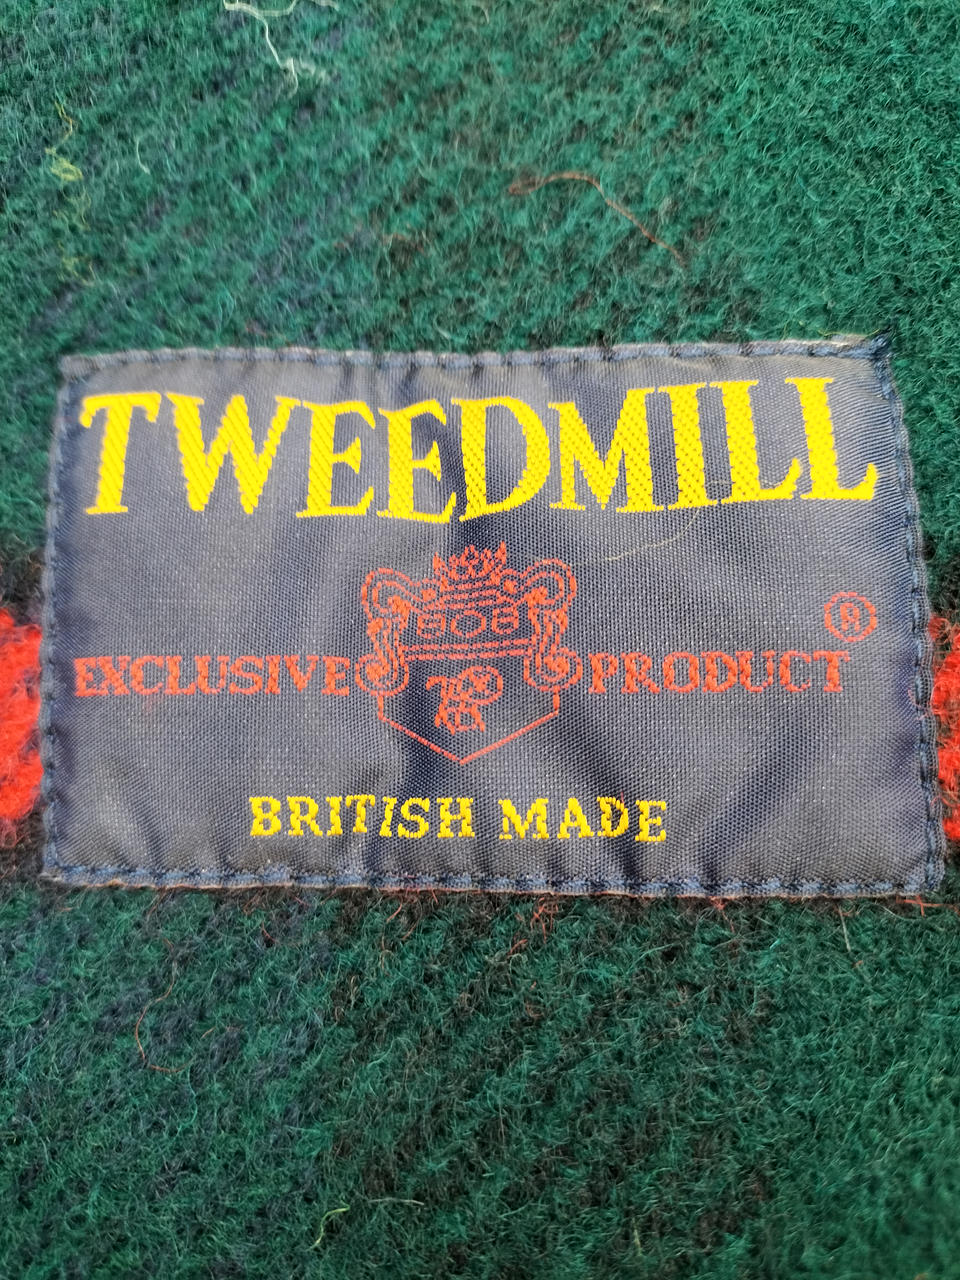 TWEEDMILL
®
EXCLUSIVE PRODUCT
BRITISH MADE